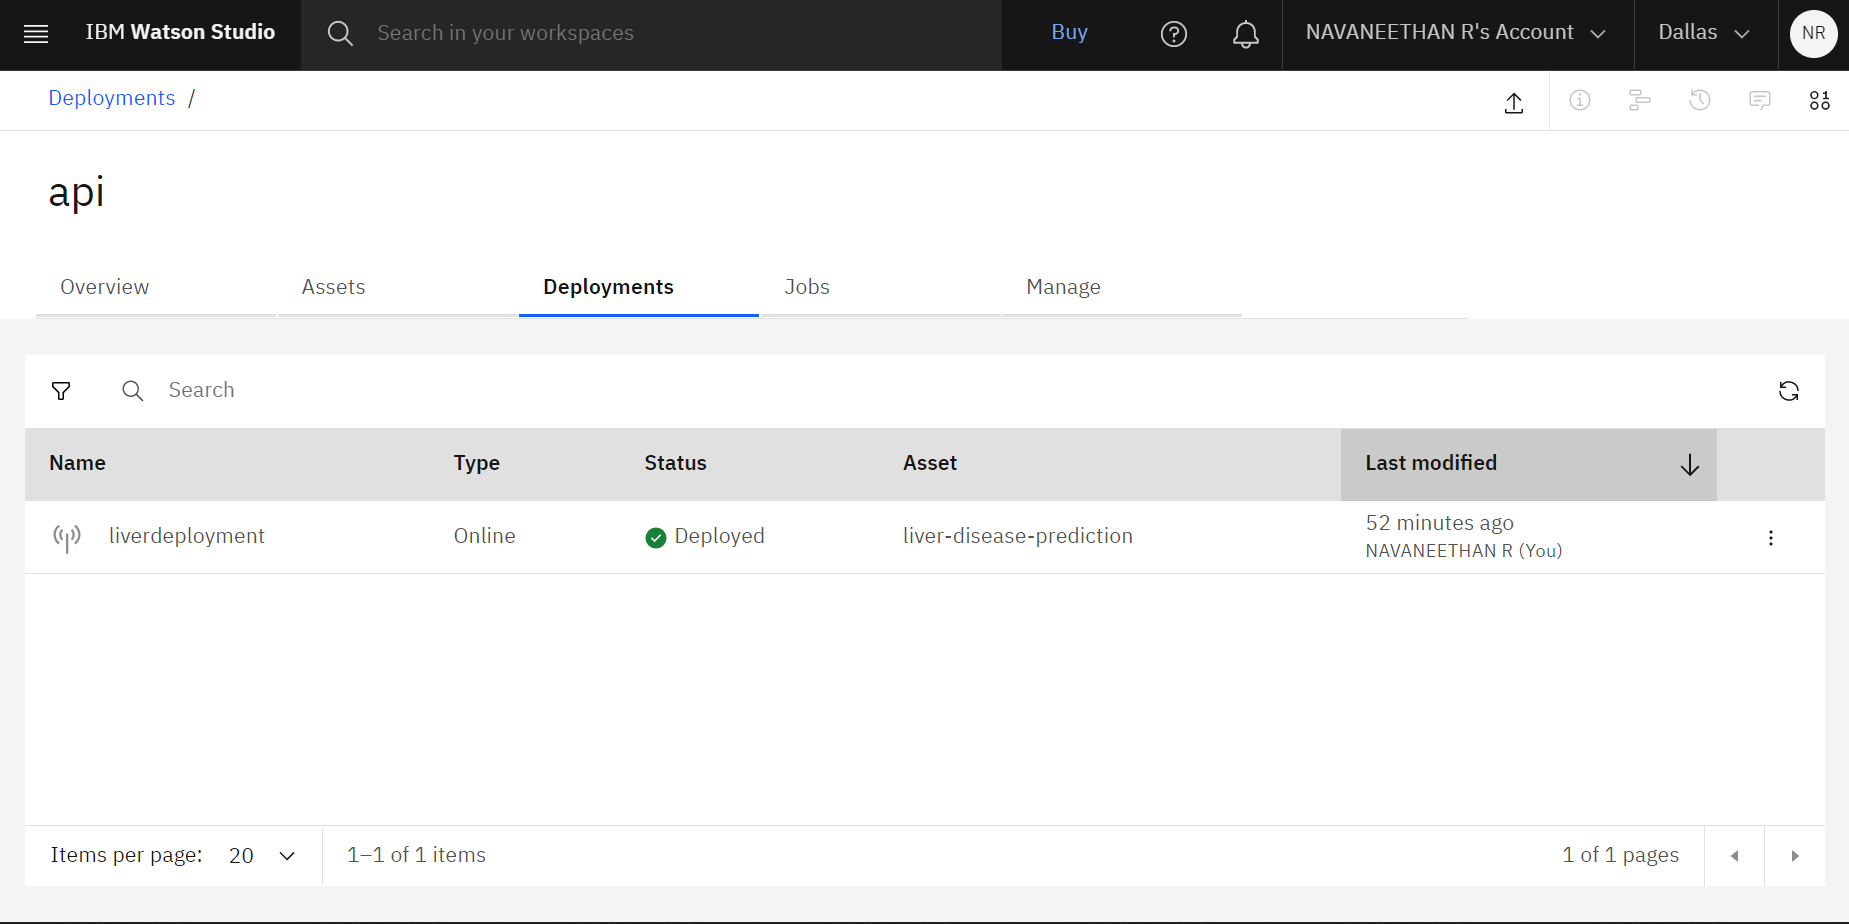 IBM Watson Studio
Search in your workspaces
Buy
NAVANEETHAN R's Account
Dallas
NR
Deployments /
api
Overview
Assets
Deployments
Jobs
Manage
Search
Name Type Status Asset Last modified
liverdeployment Online Deployed liver-disease-prediction 52 minutes ago
NAVANEETHAN R (You)
Items per page: 20 1–1 of 1 items 1 of 1 pages